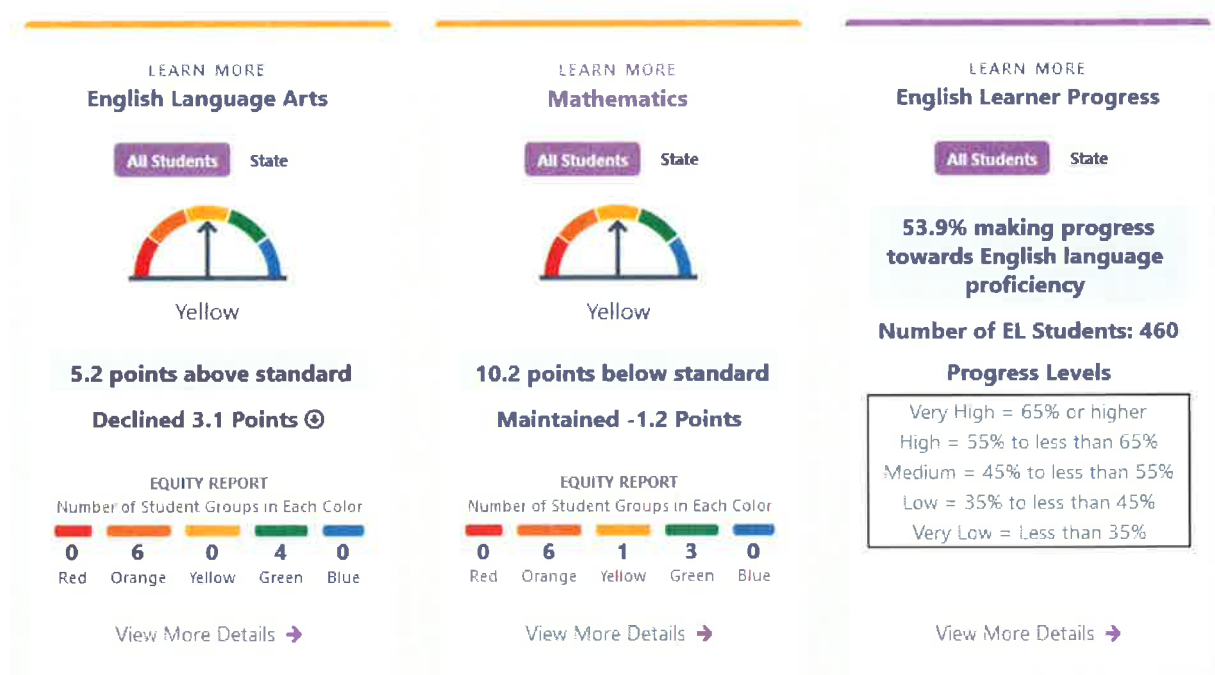 LEARN MORE
English Language Arts
All Students State
Yellow
5.2 points above standard
Declined 3.1 Points
EQUITY REPORT
Number of Student Groups in Each Color
0 6 0 4 0
Red Orange Yellow Green Blue
View More Details →
LEARN MORE
Mathematics
All Students State
Yellow
10.2 points below standard
Maintained -1.2 Points
EQUITY REPORT
Number of Student Groups in Each Color
0 6 1 3 0
Red Orange Yellow Green Blue
View More Details →
LEARN MORE
English Learner Progress
All Students State
53.9% making progress
towards English language
proficiency
Number of EL Students: 460
Progress Levels
Very High = 65% or higher
High = 55% to less than 65%
Medium = 45% to less than 55%
Low = 35% to less than 45%
Very Low = Less than 35%
View More Details →